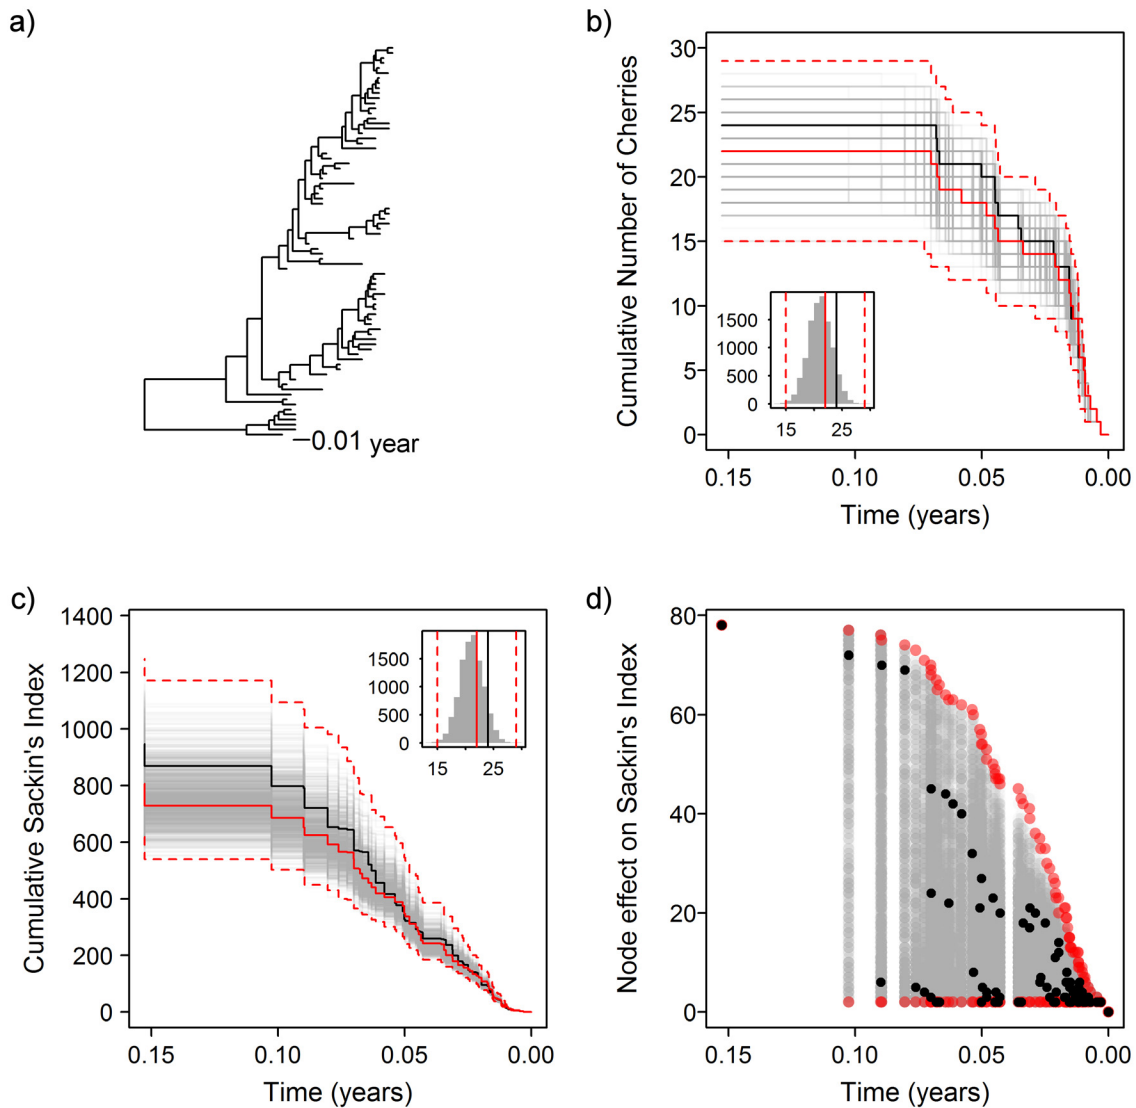 a)
−0.01 year
b)
Cumulative Number of Cherries
30
25
20
15
10
5
0
1500
1000
500
0
15 25
0.15 0.10 0.05 0.00
Time (years)
c)
Cumulative Sackin's Index
1400
1200
1000
800
600
400
200
0
1500
1000
500
0
15 25
0.15 0.10 0.05 0.00
Time (years)
d)
Node effect on Sackin's Index
80
60
40
20
0
0.15 0.10 0.05 0.00
Time (years)